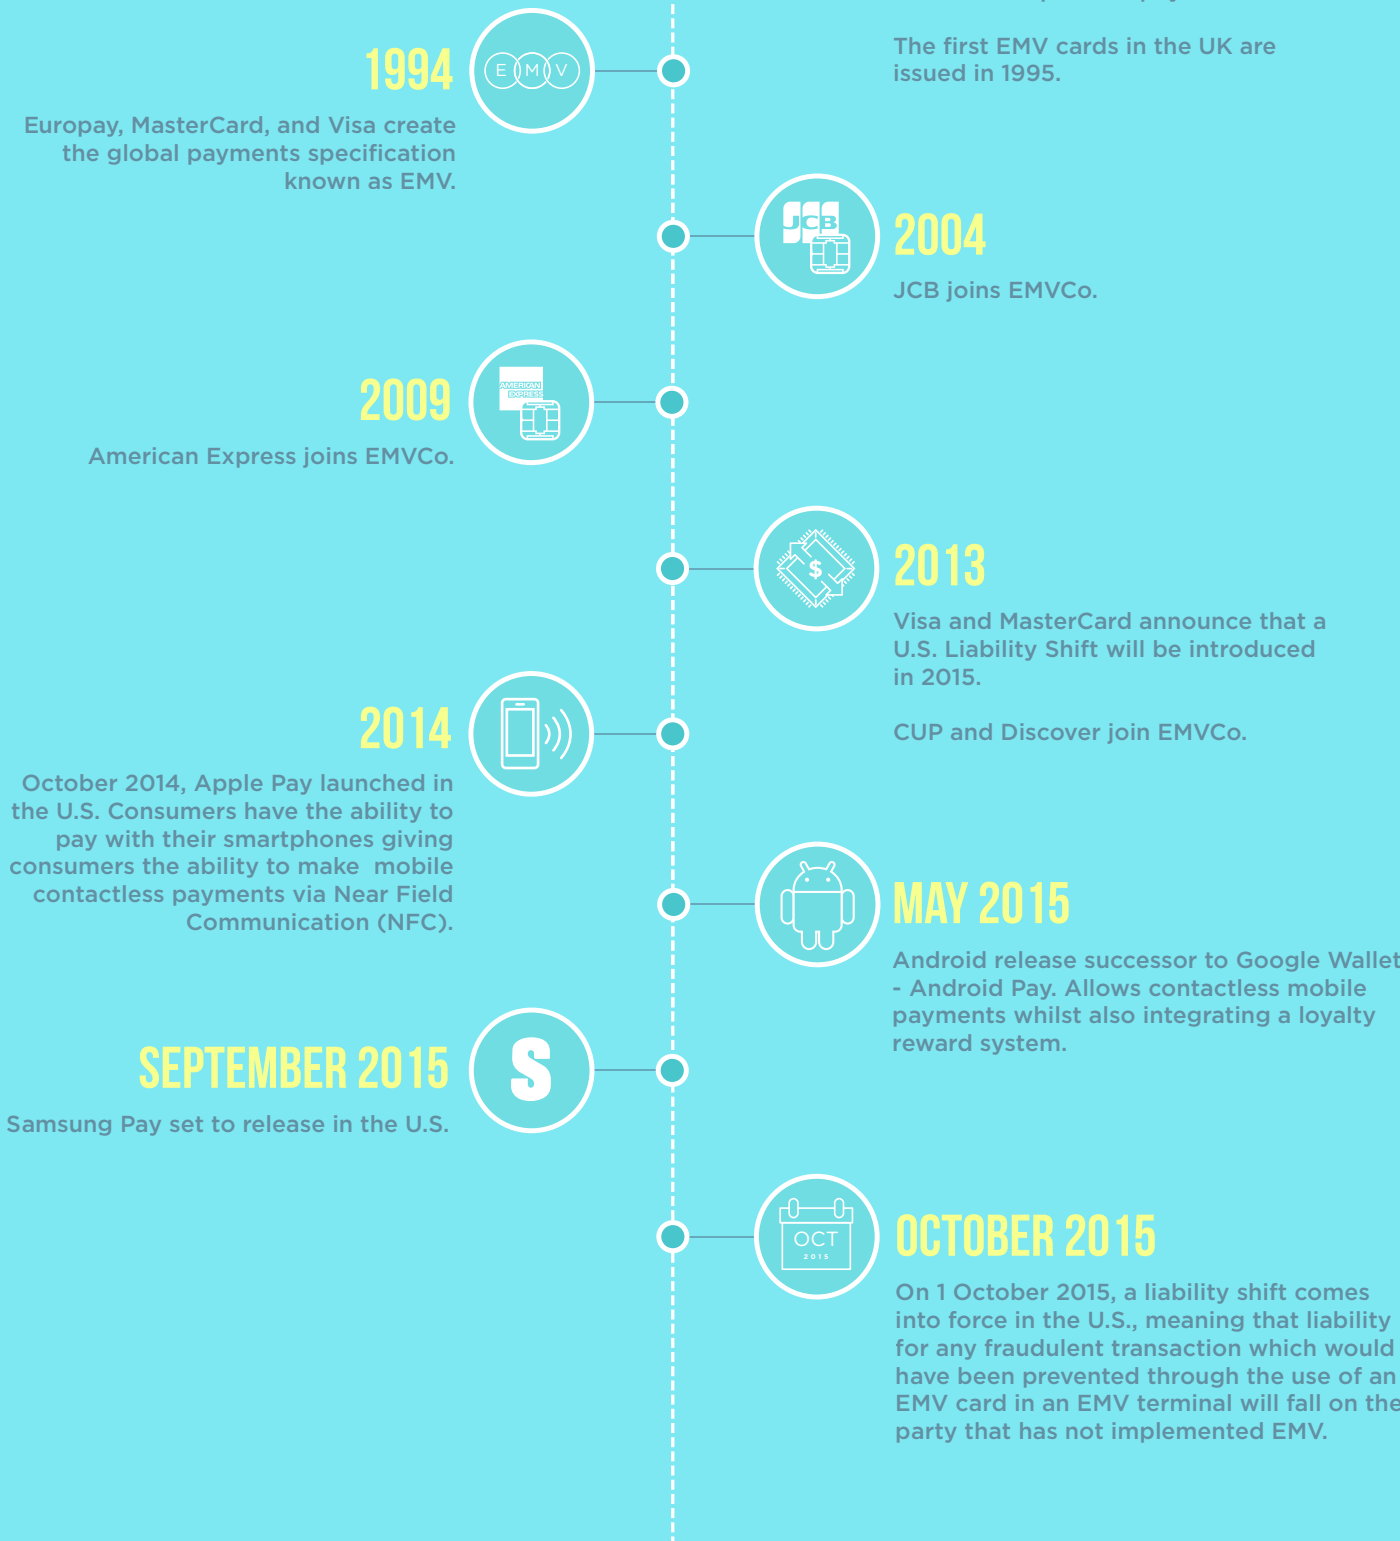 The first EMV cards in the UK are
issued in 1995.
1994
E M V
Europay, MasterCard, and Visa create
the global payments specification
known as EMV.
JCB
2004
JCB joins EMVCo.
2009
AMERICAN
EXPRESS
American Express joins EMVCo.
$
2013
Visa and MasterCard announce that a
U.S. Liability Shift will be introduced
in 2015.
CUP and Discover join EMVCo.
2014
October 2014, Apple Pay launched in
the U.S. Consumers have the ability to
pay with their smartphones giving
consumers the ability to make  mobile
contactless payments via Near Field
Communication (NFC).
MAY 2015
Android release successor to Google Wallet
- Android Pay. Allows contactless mobile
payments whilst also integrating a loyalty
reward system.
SEPTEMBER 2015
S
Samsung Pay set to release in the U.S.
OCT
2015
OCTOBER 2015
On 1 October 2015, a liability shift comes
into force in the U.S., meaning that liability
for any fraudulent transaction which would
have been prevented through the use of an
EMV card in an EMV terminal will fall on the
party that has not implemented EMV.